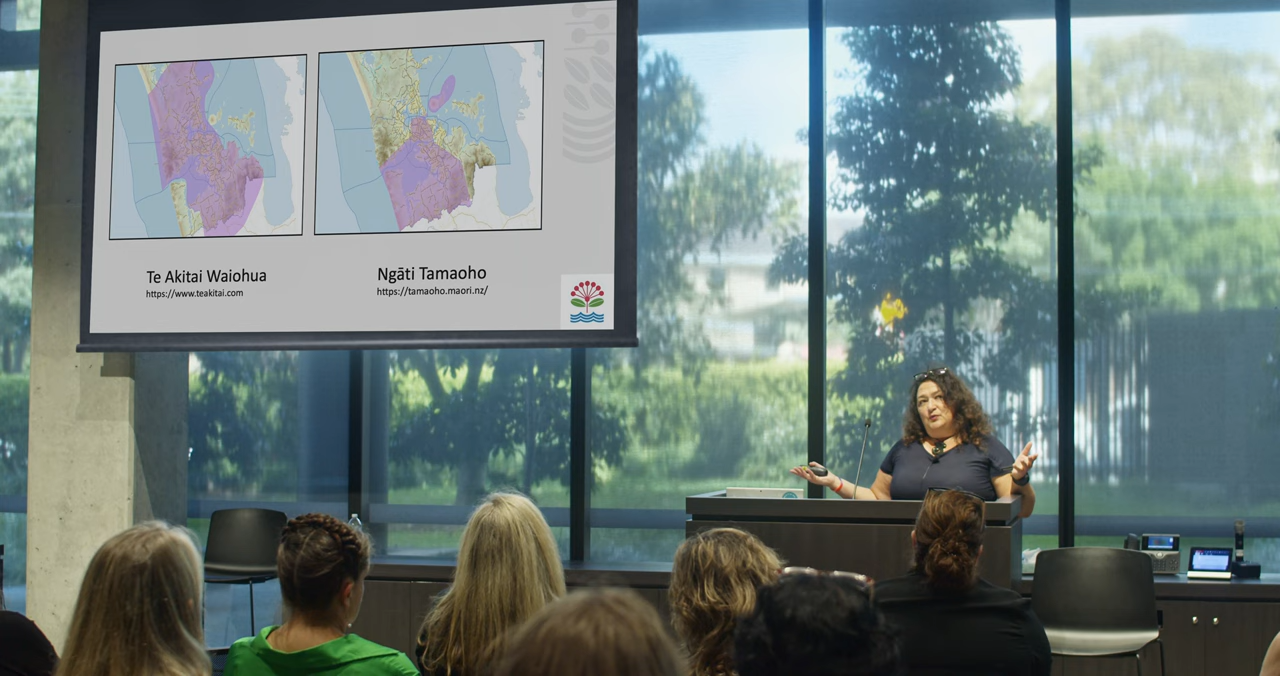 Te Akitai Waiohua
https://www.teakitai.com
Ngāti Tamaoho
https://tamaoho.maori.nz/